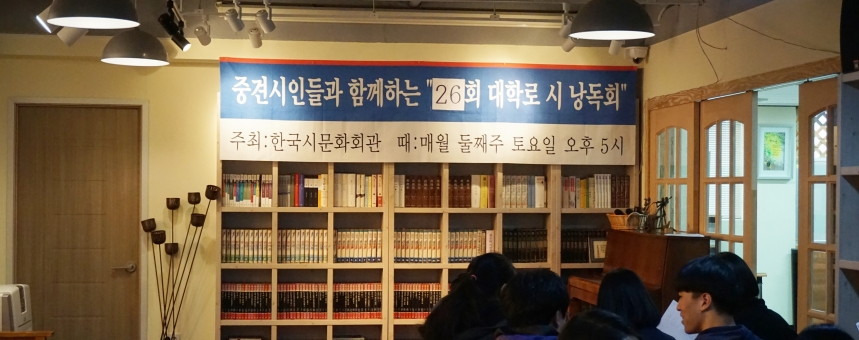 중견시인들과 함께하는 "26회 대학로 시 낭독회"
주최:한국시문화회관 때:매월 둘째주 토요일 오후 5시